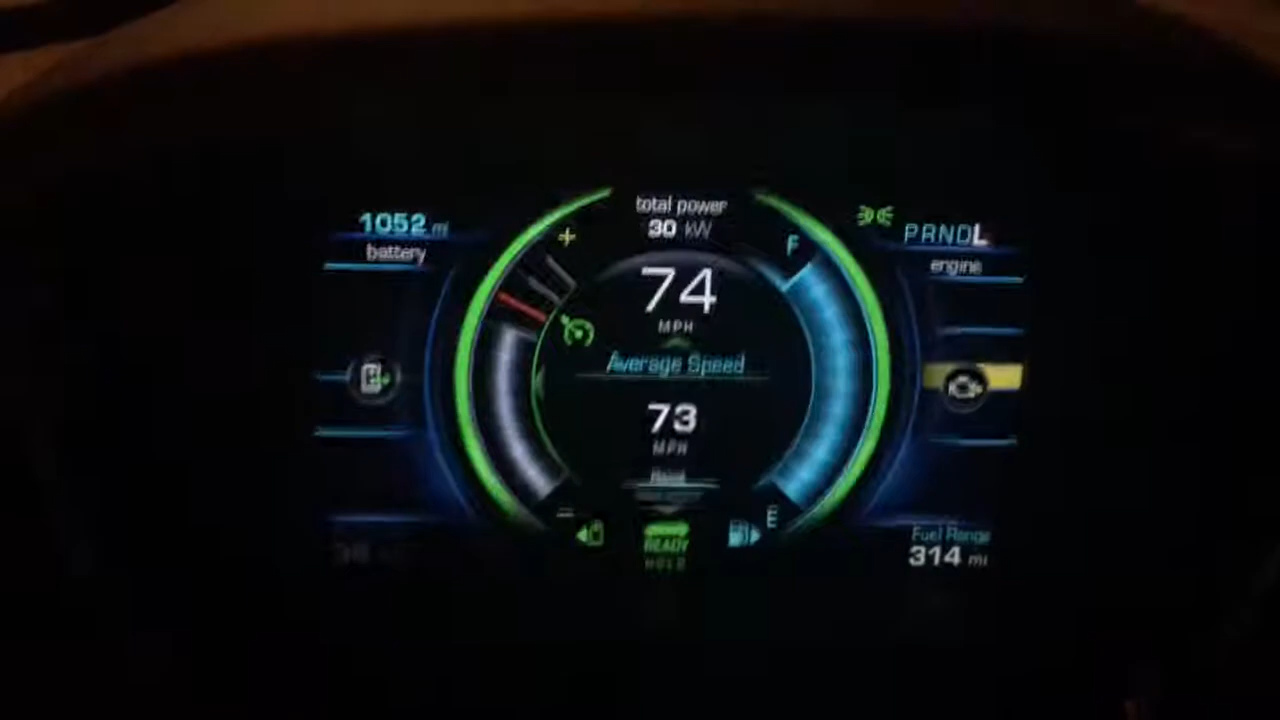 total power
30 kW
1052 mi
battery
+
F
PRNDL
engine
74
MPH
Average Speed
73
MPH
E
READY
HOLD
Fuel Range
314 mi